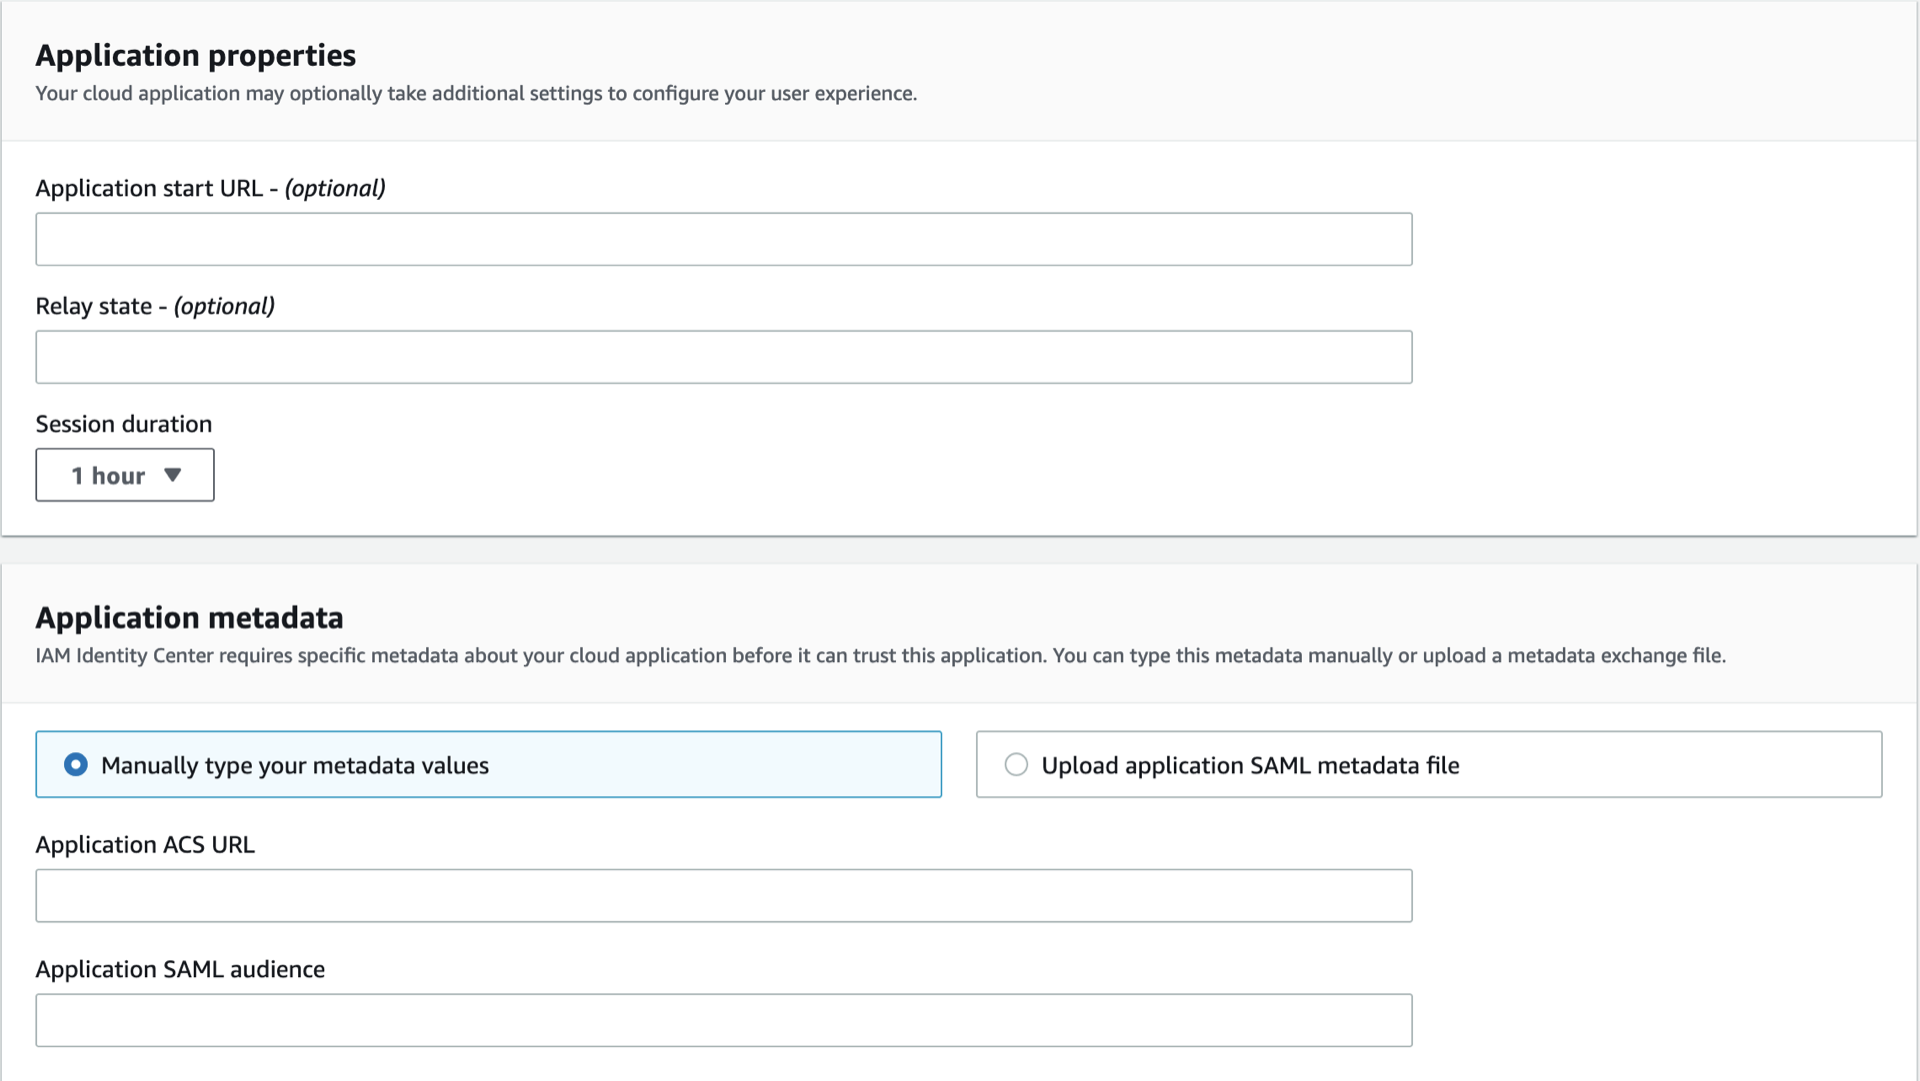 Application properties
Your cloud application may optionally take additional settings to configure your user experience.
Application start URL - (optional)
Relay state - (optional)
Session duration
1 hour
Application metadata
IAM Identity Center requires specific metadata about your cloud application before it can trust this application. You can type this metadata manually or upload a metadata exchange file.
Manually type your metadata values
Upload application SAML metadata file
Application ACS URL
Application SAML audience